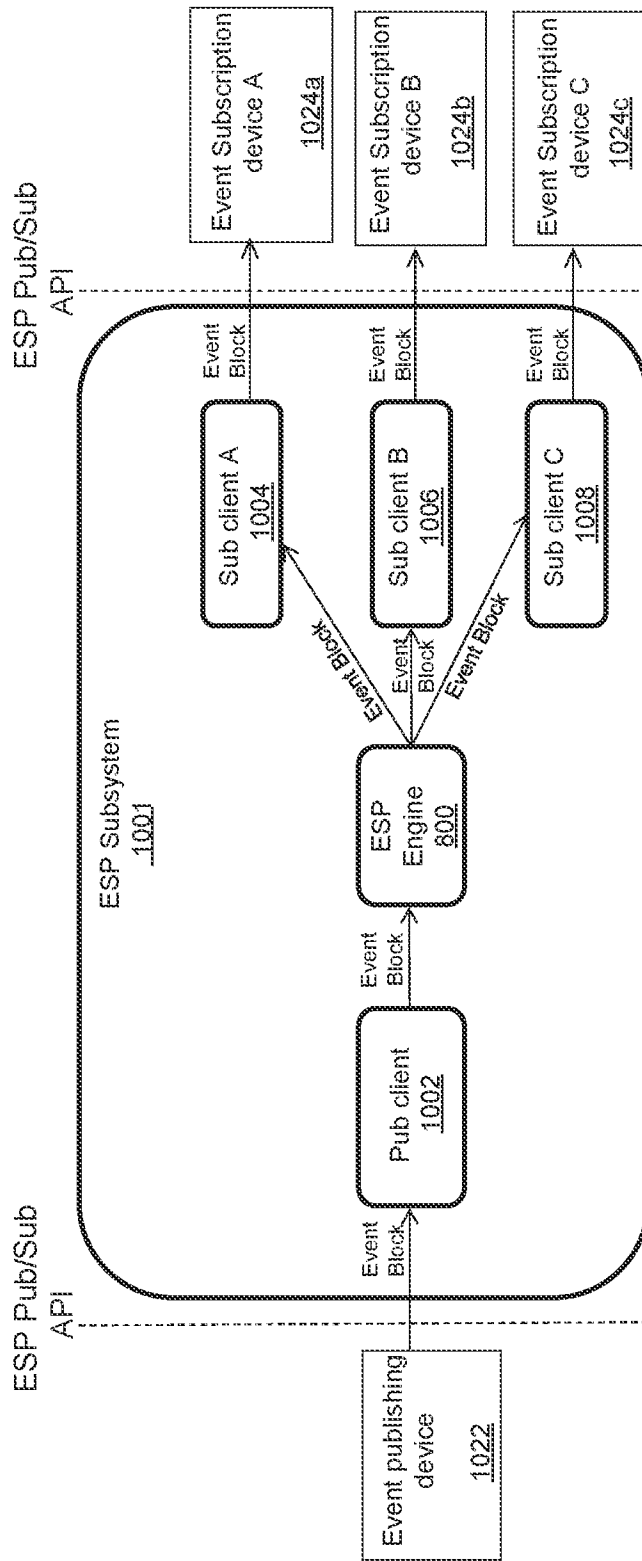 ESP Pub/Sub
API
ESP Pub/Sub
API
ESP Subsystem
1001
Event publishing
device
1022
Event
Block
Pub client
1002
Event
Block
ESP
Engine
800
Event Block
Event
Block
Event Block
Sub client A
1004
Sub client B
1006
Sub client C
1008
Event
Block
Event
Block
Event
Block
Event Subscription
device A
1024a
Event Subscription
device B
1024b
Event Subscription
device C
1024c